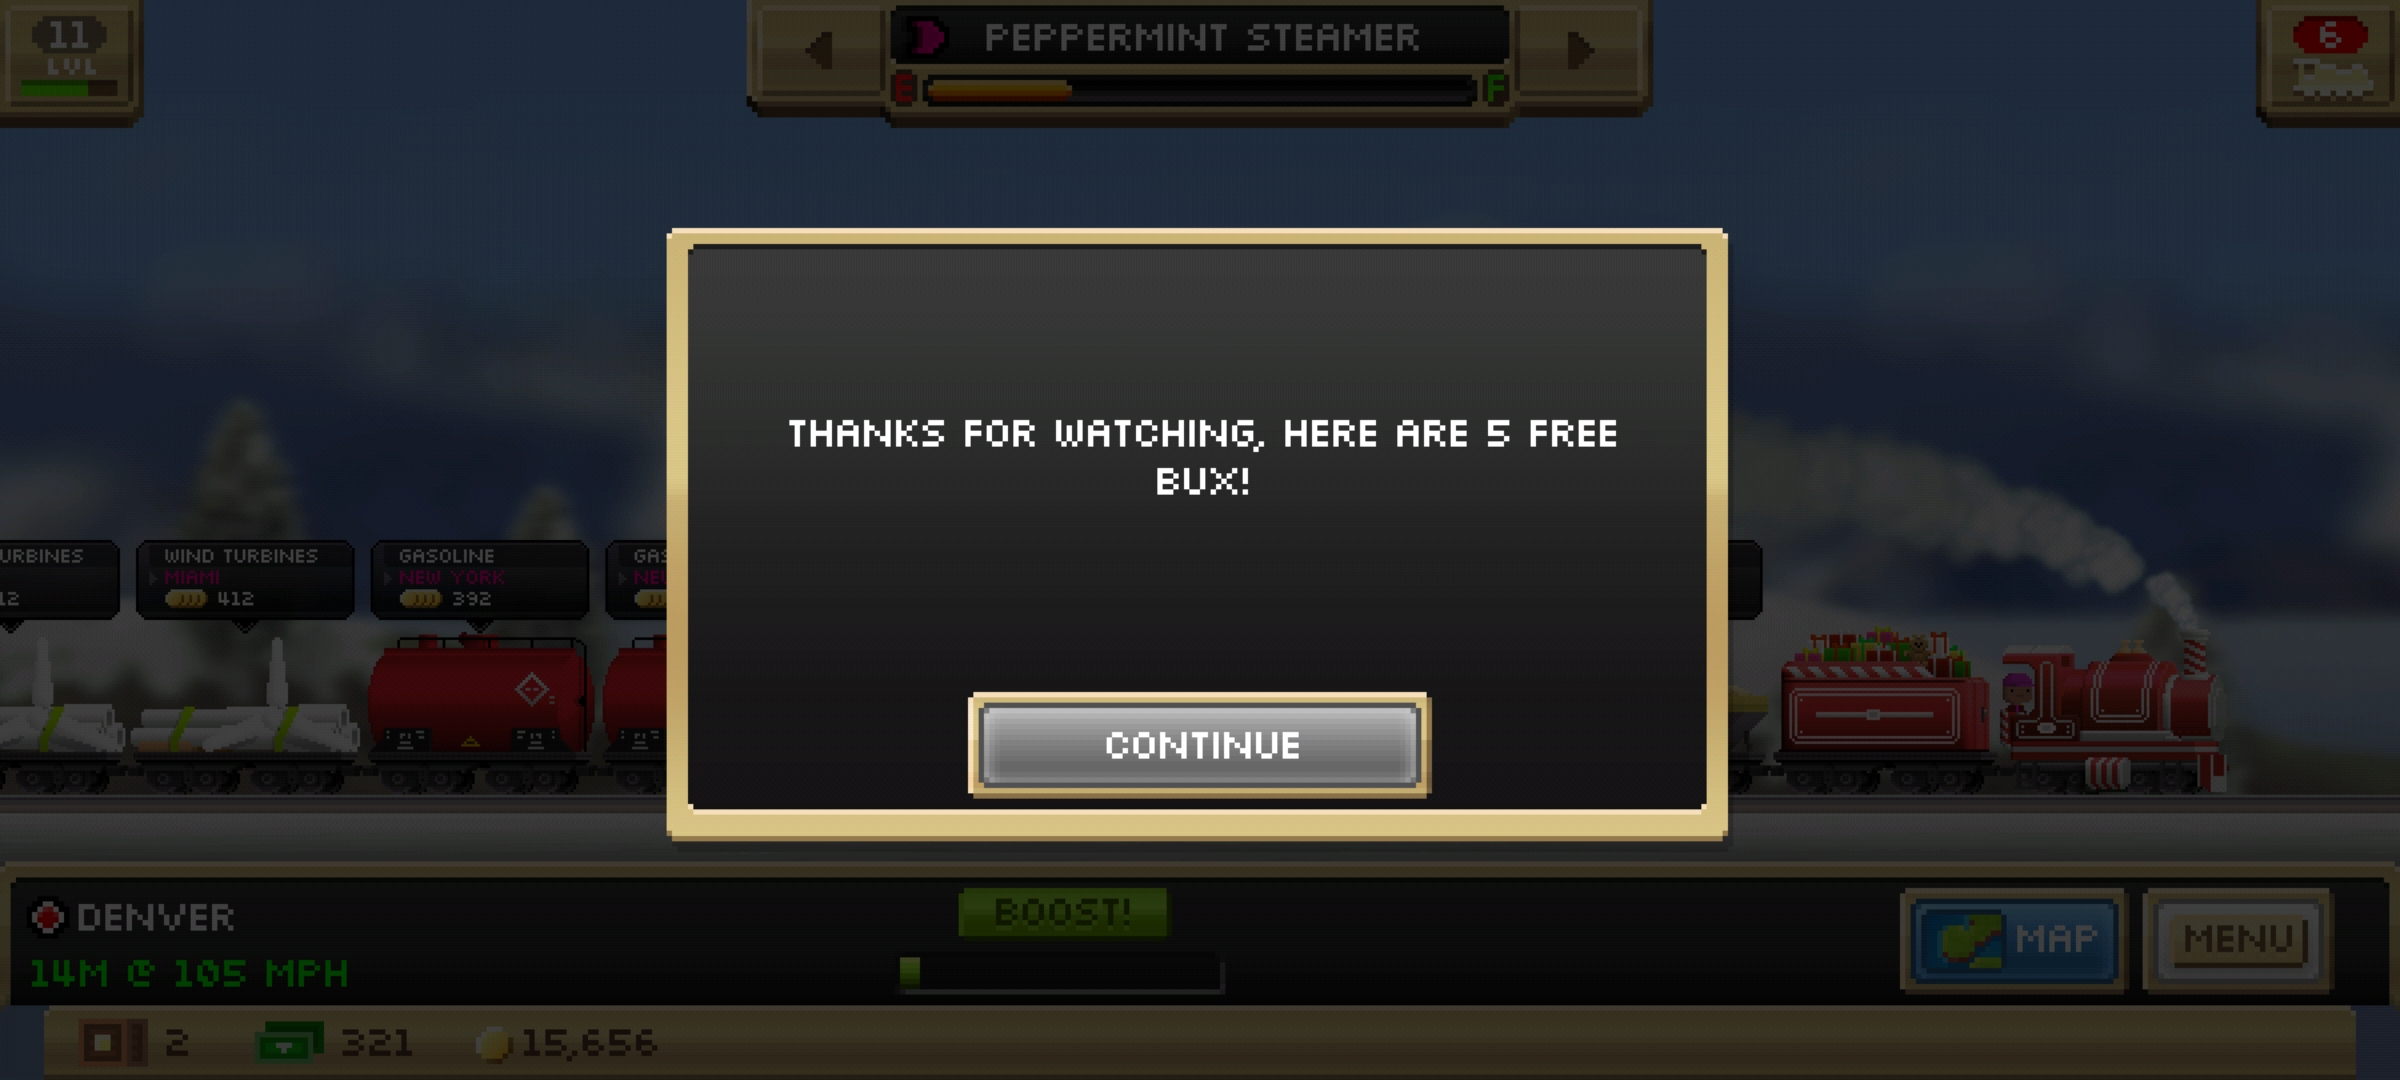 11
LVL
PEPPERMINT STEAMER
E
F
6
THANKS FOR WATCHING, HERE ARE 5 FREE
BUX!
WIND TURBINES
MIAMI
412
GASOLINE
NEW YORK
392
CONTINUE
DENVER
14M @ 105 MPH
BOOST!
MAP
MENU
2
321
15,656